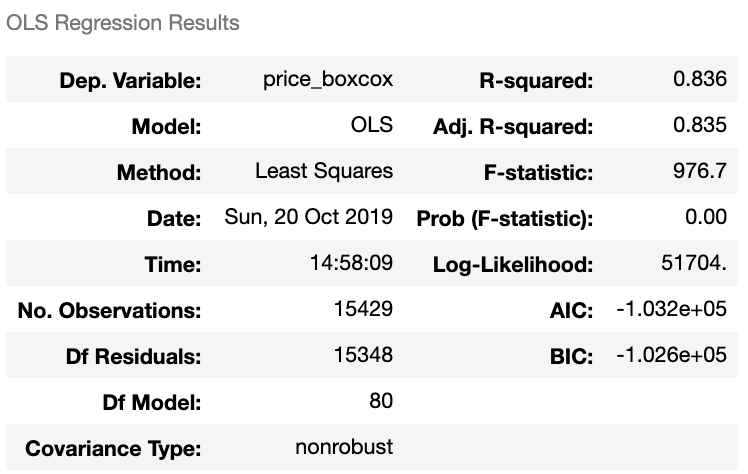 OLS Regression Results
Dep. Variable: price_boxcox R-squared: 0.836
Model: OLS Adj. R-squared: 0.835
Method: Least Squares F-statistic: 976.7
Date: Sun, 20 Oct 2019 Prob (F-statistic): 0.00
Time: 14:58:09 Log-Likelihood: 51704.
No. Observations: 15429 AIC: -1.032e+05
Df Residuals: 15348 BIC: -1.026e+05
Df Model: 80
Covariance Type: nonrobust